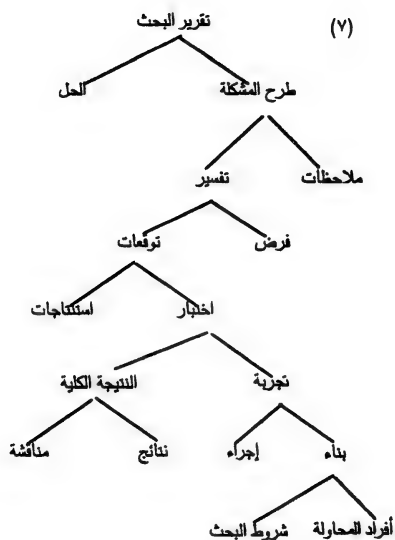 (٧)
تقرير البحث
طرح المشكلة الحل
ملاحظات تفسير
فرض توقعات
اختبار استنتاجات
تجربة النتيجة الكلية
بناء إجراء نتائج مناقشة
أفراد المحاولة شروط البحث